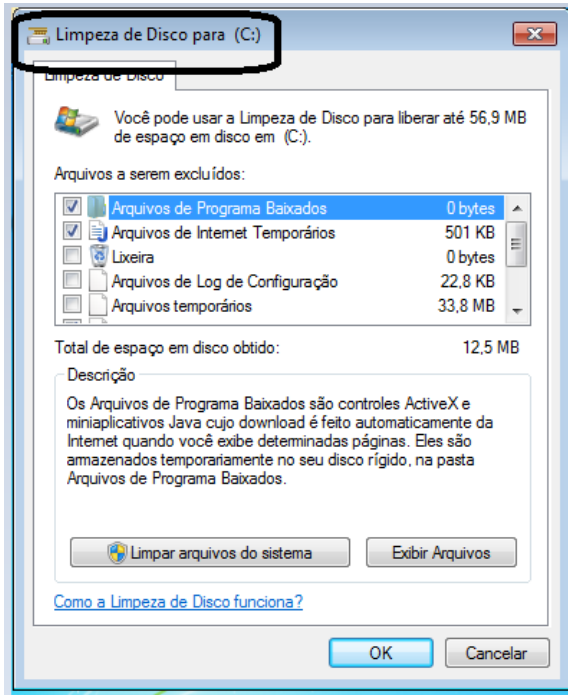 Limpeza de Disco para (C:)
Limpeza de Disco
Você pode usar a Limpeza de Disco para liberar até 56,9 MB
de espaço em disco em (C:).
Arquivos a serem excluídos:
Arquivos de Programa Baixados 0 bytes
Arquivos de Internet Temporários 501 KB
Lixeira 0 bytes
Arquivos de Log de Configuração 22,8 KB
Arquivos temporários 33,8 MB
Total de espaço em disco obtido: 12,5 MB
Descrição
Os Arquivos de Programa Baixados são controles ActiveX e
miniaplicativos Java cujo download é feito automaticamente da
Internet quando você exibe determinadas páginas. Eles são
armazenados temporariamente no seu disco rígido, na pasta
Arquivos de Programa Baixados.
Limpar arquivos do sistema Exibir Arquivos
Como a Limpeza de Disco funciona?
OK Cancelar